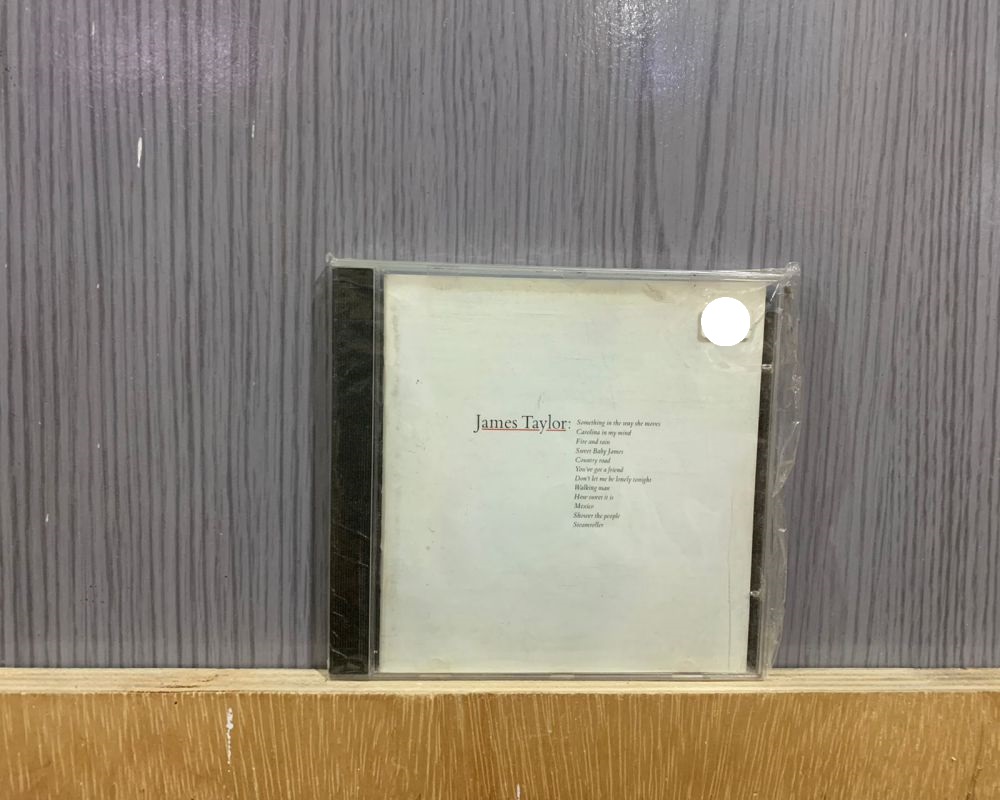 James Taylor:
Something in the way she moves
Carolina in my mind
Fire and rain
Sweet Baby James
Country road
You've got a friend
Don't let me be lonely tonight
Walking man
How sweet it is
Mexico
Shower the people
Steamroller